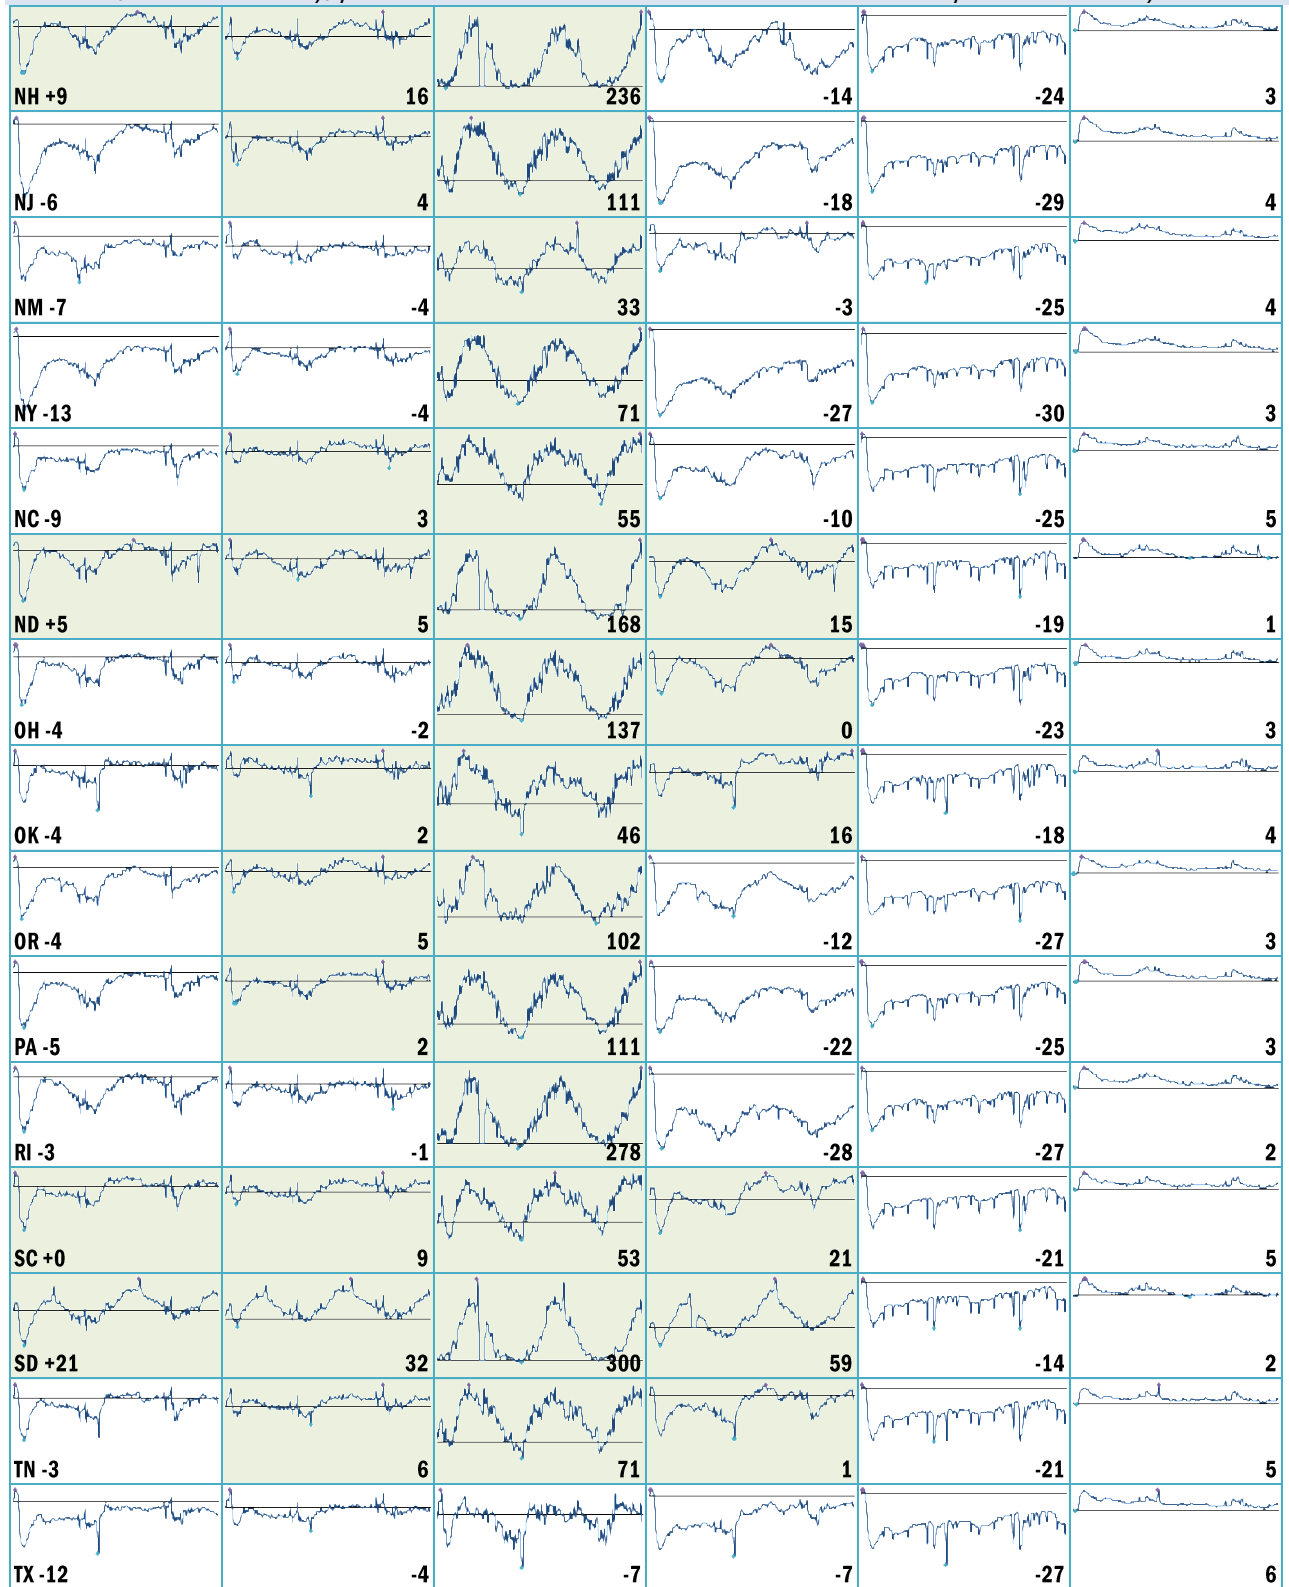 NH +9 16 236 -14 -24 3
NJ -6 4 111 -18 -29 4
NM -7 -4 33 -3 -25 4
NY -13 -4 71 -27 -30 3
NC -9 3 55 -10 -25 5
ND +5 5 168 15 -19 1
OH -4 -2 137 0 -23 3
OK -4 2 46 16 -18 4
OR -4 5 102 -12 -27 3
PA -5 2 111 -22 -25 3
RI -3 -1 278 -28 -27 2
SC +0 9 53 21 -21 5
SD +21 32 300 59 -14 2
TN -3 6 71 1 -21 5
TX -12 -4 -7 -7 -27 6